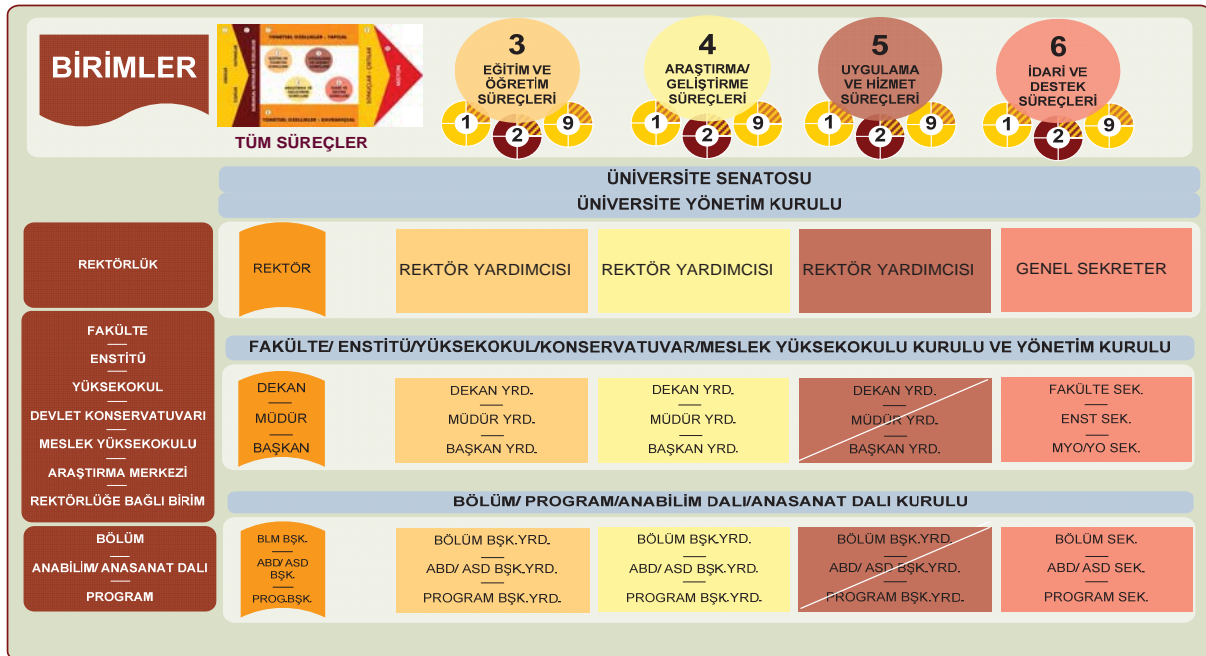 BİRİMLER
TÜM SÜREÇLER
3
EĞİTİM VE
ÖĞRETİM
SÜREÇLERİ
1
2
9
4
ARAŞTIRMA/
GELİŞTİRME
SÜREÇLERİ
1
2
9
5
UYGULAMA
VE HİZMET
SÜREÇLERİ
1
2
9
6
İDARİ VE
DESTEK
SÜREÇLERİ
1
2
9
ÜNİVERSİTE SENATOSU
ÜNİVERSİTE YÖNETİM KURULU
REKTÖRLÜK
REKTÖR
REKTÖR YARDIMCISI
REKTÖR YARDIMCISI
REKTÖR YARDIMCISI
GENEL SEKRETER
FAKÜLTE/ ENSTİTÜ/YÜKSEKOKUL/KONSERVATUVAR/MESLEK YÜKSEKOKULU KURULU VE YÖNETİM KURULU
FAKÜLTE
ENSTİTÜ
YÜKSEKOKUL
DEVLET KONSERVATUVARI
MESLEK YÜKSEKOKULU
ARAŞTIRMA MERKEZİ
REKTÖRLÜĞE BAĞLI BİRİM
DEKAN
MÜDÜR
BAŞKAN
DEKAN YRD.
MÜDÜR YRD.
BAŞKAN YRD.
DEKAN YRD.
MÜDÜR YRD.
BAŞKAN YRD.
DEKAN YRD.
MÜDÜR YRD.
BAŞKAN YRD.
FAKÜLTE SEK.
ENST SEK.
MYO/YO SEK.
BÖLÜM/ PROGRAM/ANABİLİM DALI/ANASANAT DALI KURULU
BÖLÜM
ANABİLİM/ ANASANAT DALI
PROGRAM
BLM BŞK.
ABD/ ASD
BŞK.
PROG.BŞK.
BÖLÜM BŞK.YRD.
ABD/ ASD BŞK.YRD.
PROGRAM BŞK.YRD.
BÖLÜM BŞK.YRD.
ABD/ ASD BŞK.YRD.
PROGRAM BŞK.YRD.
BÖLÜM BŞK.YRD.
ABD/ ASD BŞK.YRD.
PROGRAM BŞK.YRD.
BÖLÜM SEK.
ABD/ ASD SEK.
PROGRAM SEK.